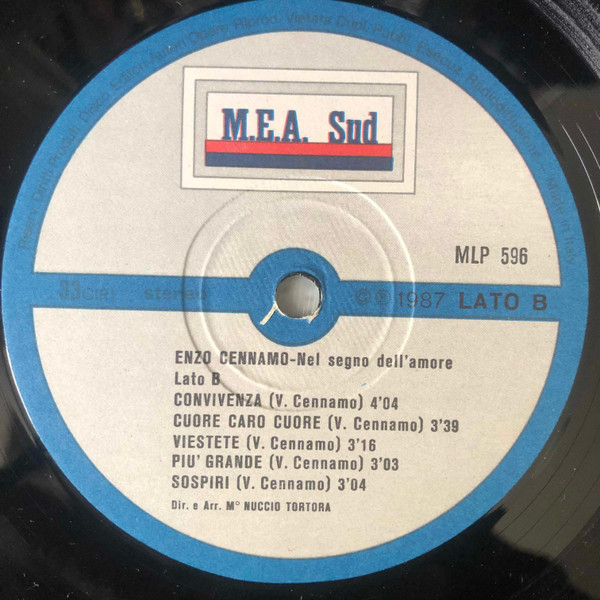 M.E.A. Sud
MLP 596
33 GIRI stereo
© ℗ 1987 LATO B
ENZO CENNAMO-Nel segno dell'amore
Lato B
CONVIVENZA (V. Cennamo) 4'04
CUORE CARO CUORE (V. Cennamo) 3'39
VIESTETE (V. Cennamo) 3'16
PIU' GRANDE (V. Cennamo) 3'03
SOSPIRI (V. Cennamo) 3'04
Dir. e Arr. M° NUCCIO TORTORA